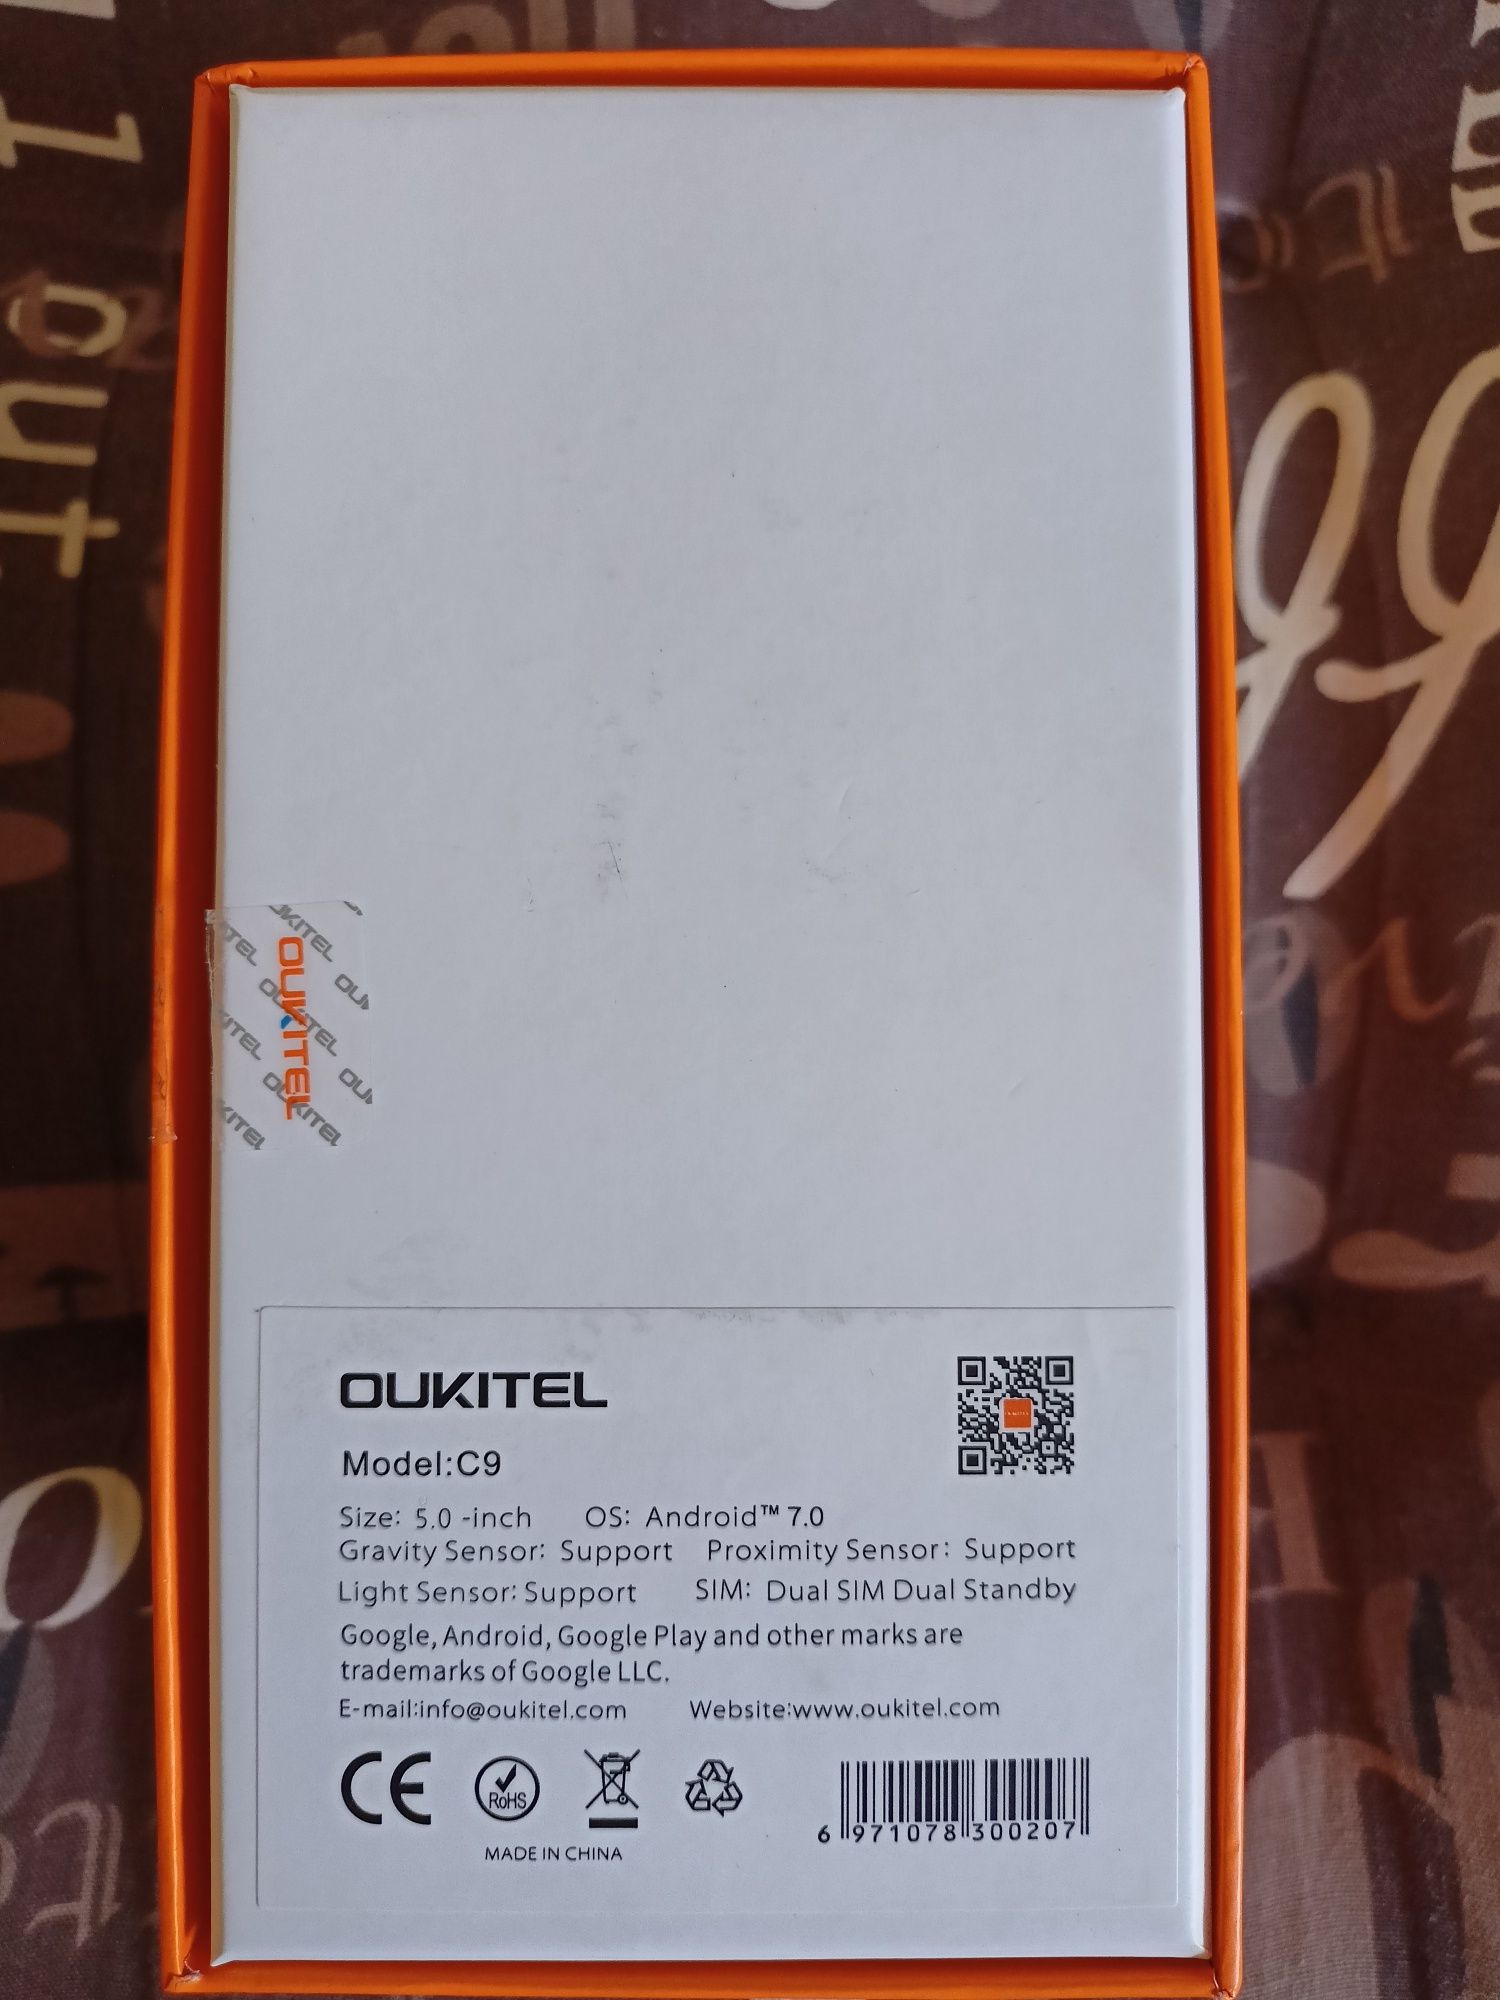 OUKITEL
OUKITEL
Model:C9
Size: 5.0 -inch OS: Android™ 7.0
Gravity Sensor: Support Proximity Sensor: Support
Light Sensor: Support SIM: Dual SIM Dual Standby
Google, Android, Google Play and other marks are
trademarks of Google LLC.
E-mail:info@oukitel.com Website:www.oukitel.com
CE RoHS
6 971078 300207
MADE IN CHINA